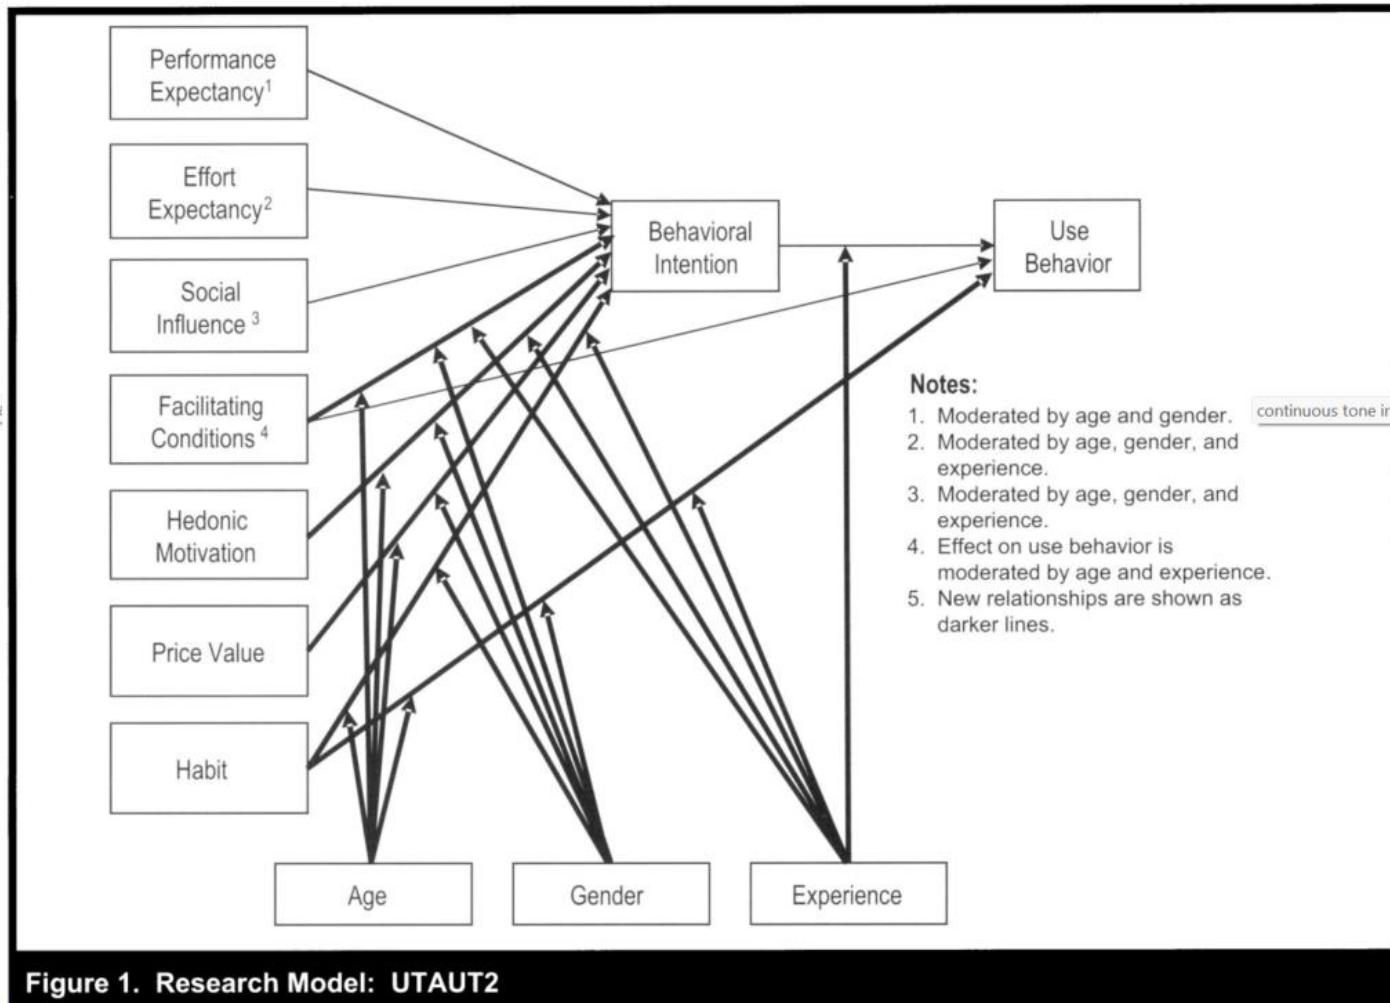 Performance
Expectancy¹
Effort
Expectancy²
Social
Influence ³
Facilitating
Conditions ⁴
Hedonic
Motivation
Price Value
Habit
Behavioral
Intention
Use
Behavior
Notes:
1. Moderated by age and gender.
2. Moderated by age, gender, and
experience.
3. Moderated by age, gender, and
experience.
4. Effect on use behavior is
moderated by age and experience.
5. New relationships are shown as
darker lines.
continuous tone
Age
Gender
Experience
Figure 1. Research Model: UTAUT2